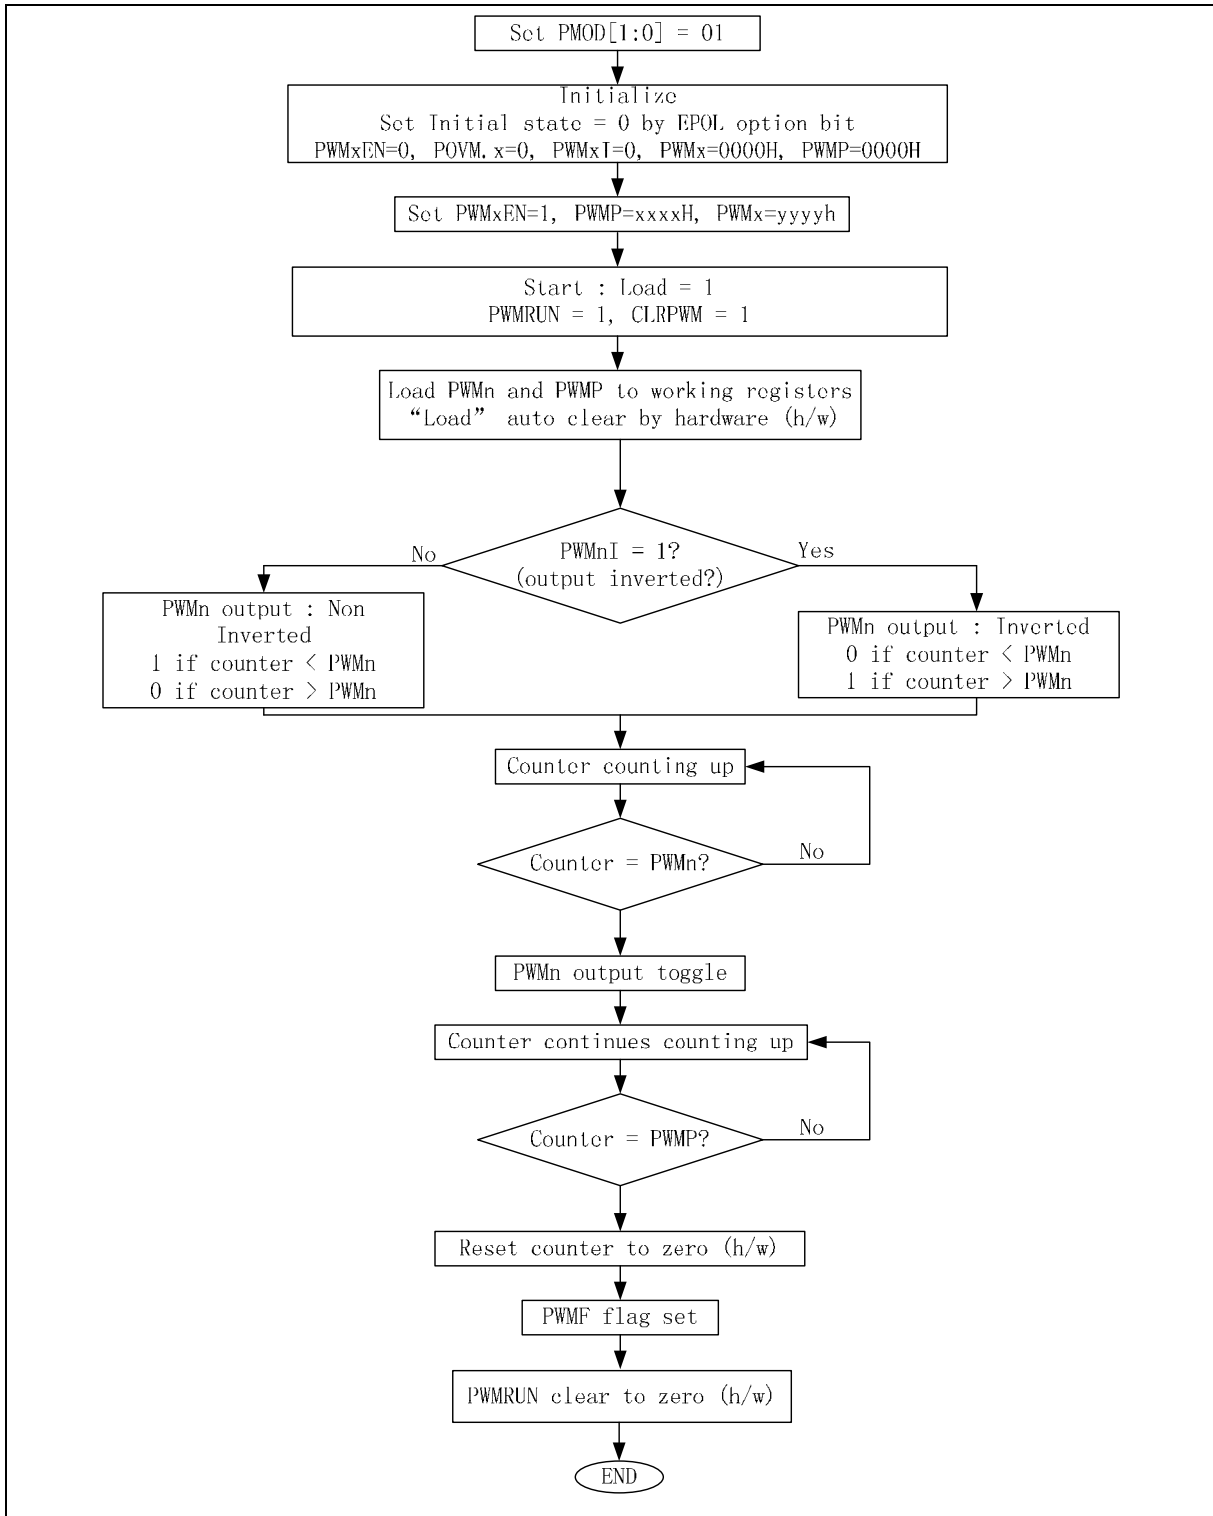 Set PMOD[1:0] = 01
Initialize
Set Initial state = 0 by EPOL option bit
PWMxEN=0, POVM.x=0, PWMxI=0, PWMx=0000H, PWMP=0000H
Set PWMxEN=1, PWMP=xxxxH, PWMx=yyyyh
Start : Load = 1
PWMRUN = 1, CLRPWM = 1
Load PWMn and PWMP to working registers
“Load” auto clear by hardware (h/w)
PWMnI = 1?
(output inverted?)
No
Yes
PWMn output : Non
Inverted
1 if counter < PWMn
0 if counter > PWMn
PWMn output : Inverted
0 if counter < PWMn
1 if counter > PWMn
Counter counting up
Counter = PWMn?
No
PWMn output toggle
Counter continues counting up
Counter = PWMP?
No
Reset counter to zero (h/w)
PWMF flag set
PWMRUN clear to zero (h/w)
END